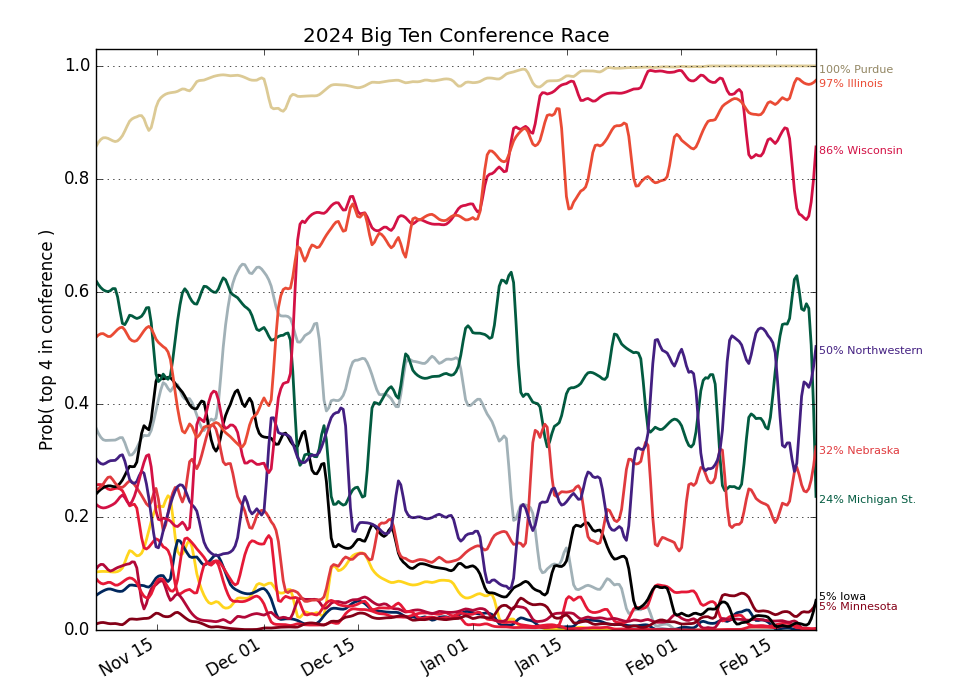 2024 Big Ten Conference Race
Prob( top 4 in conference )
1.0
0.8
0.6
0.4
0.2
0.0
Nov 15
Dec 01
Dec 15
Jan 01
Jan 15
Feb 01
Feb 15
100% Purdue
97% Illinois
86% Wisconsin
50% Northwestern
32% Nebraska
24% Michigan St.
5% Iowa
5% Minnesota